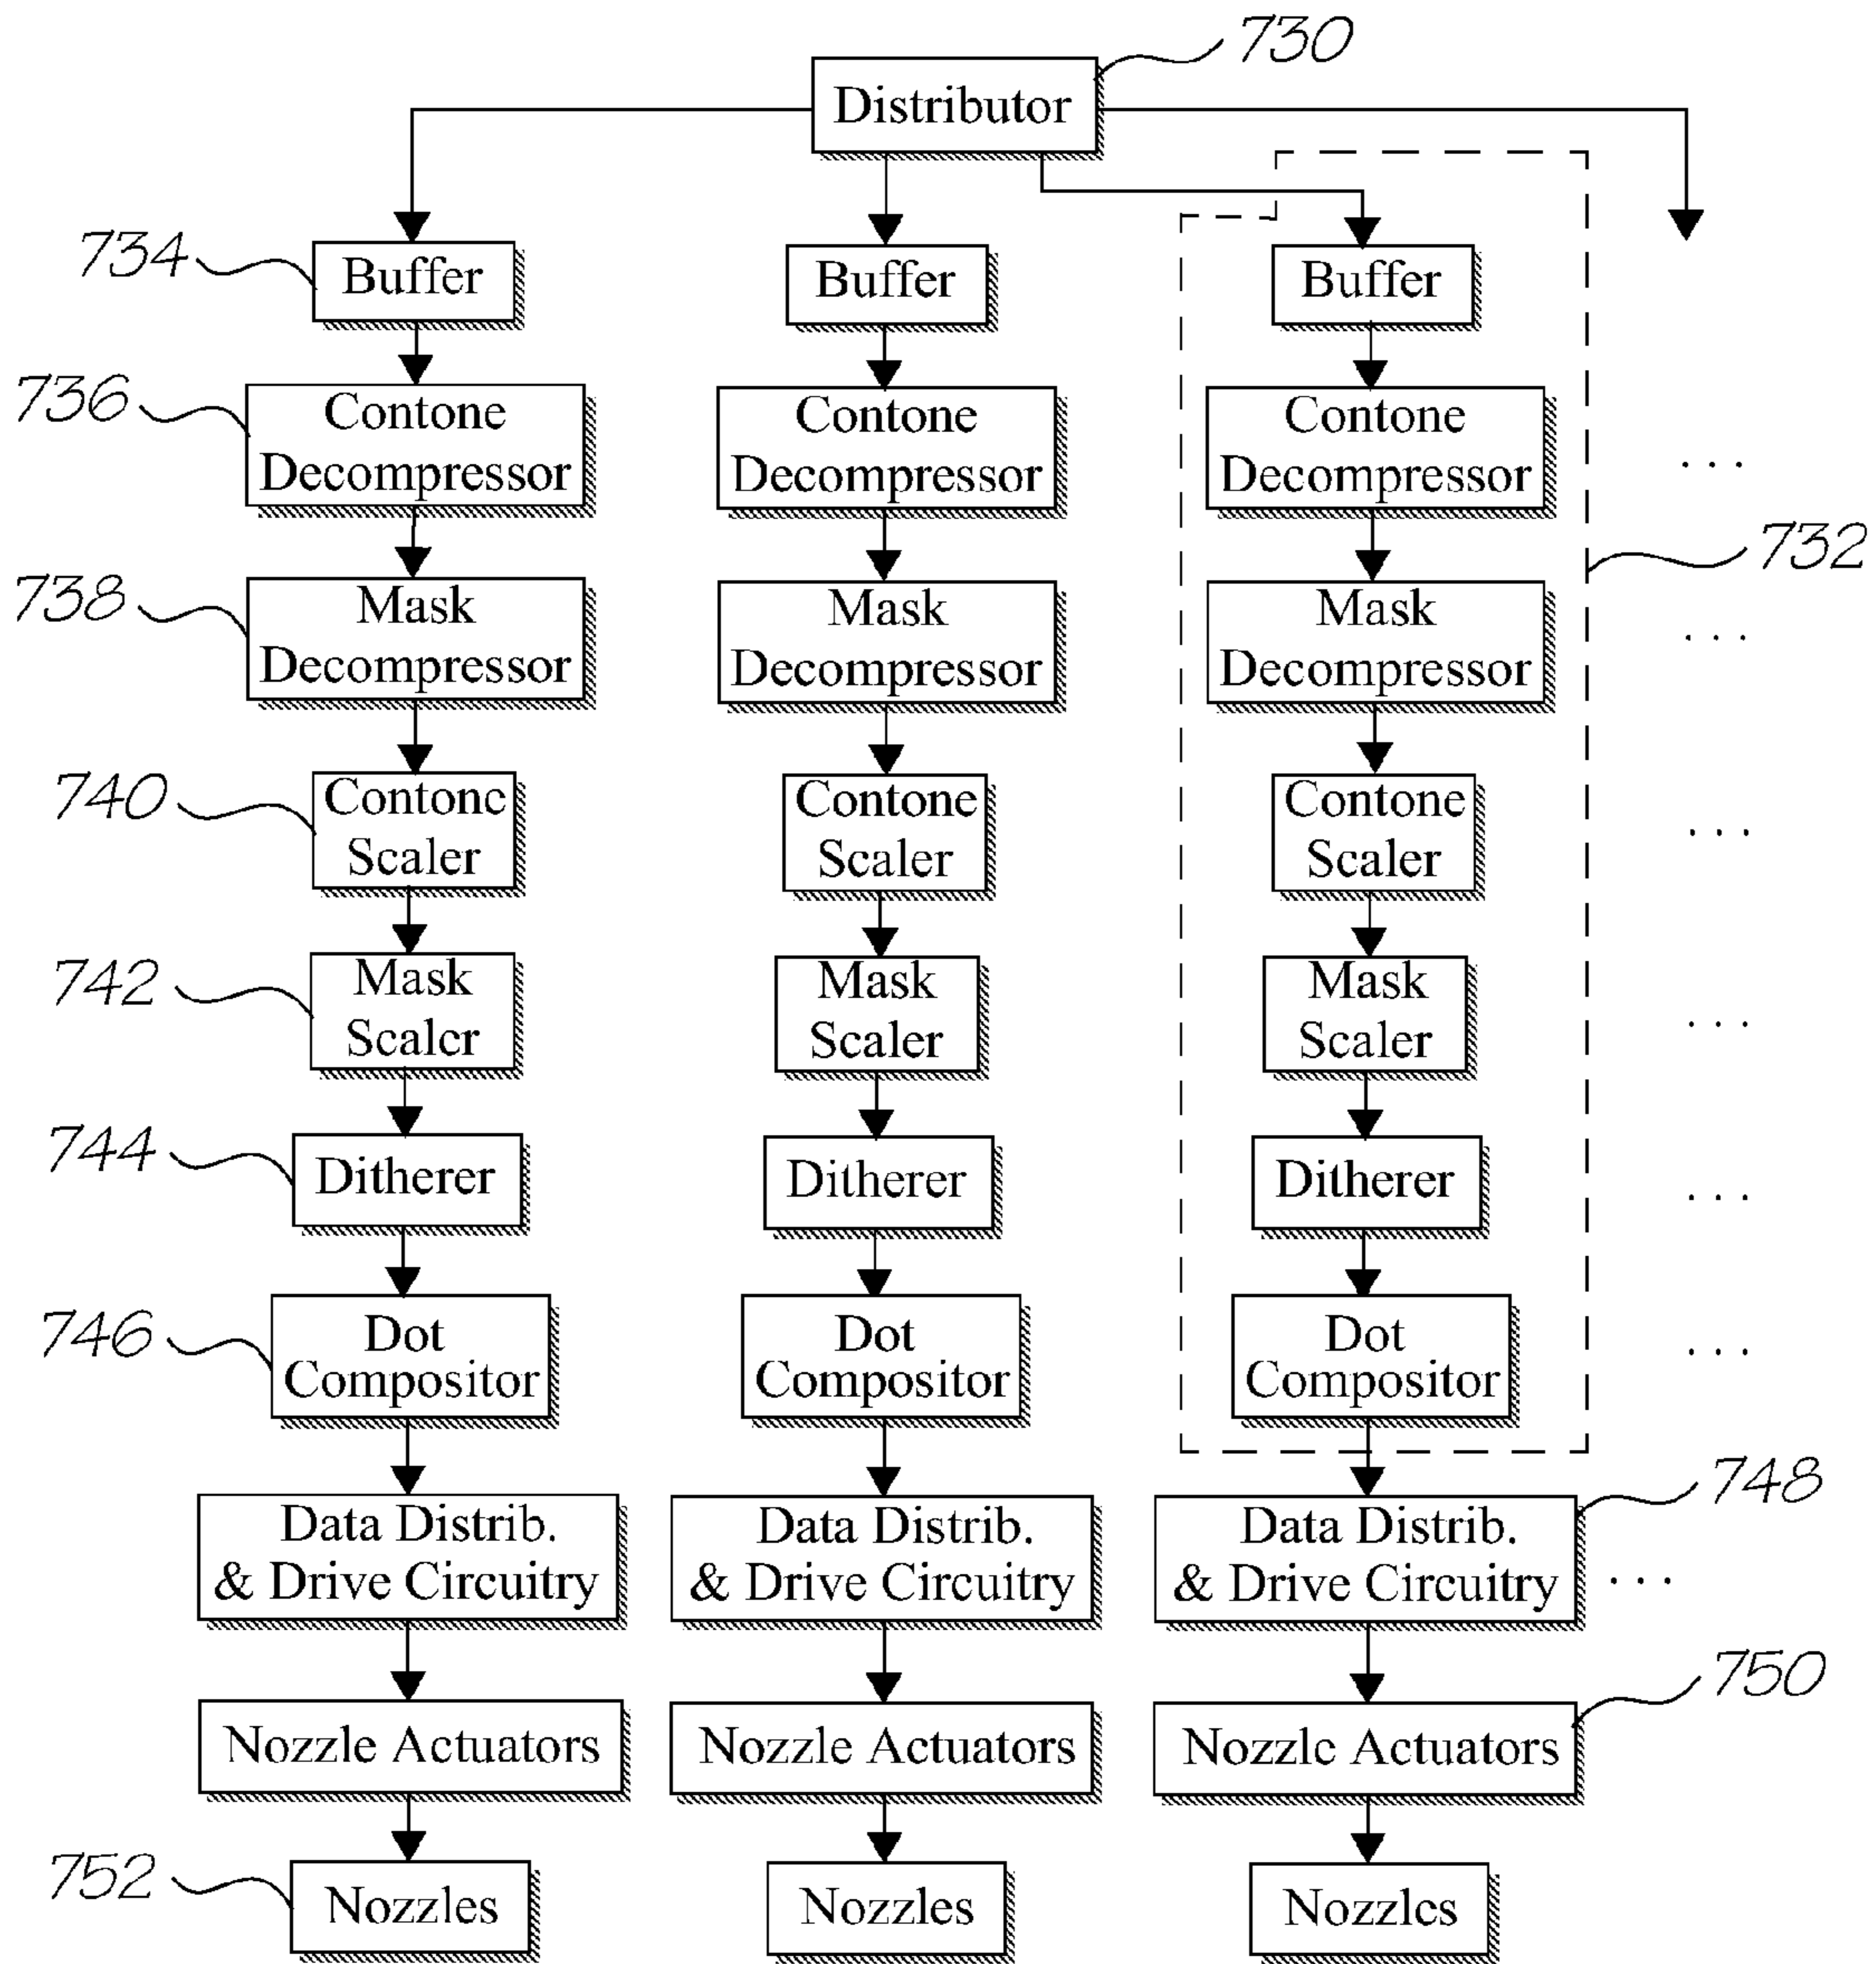 730
Distributor
734
Buffer
Buffer
Buffer
736
Contone
Decompressor
Contone
Decompressor
Contone
Decompressor
. . .
732
738
Mask
Decompressor
Mask
Decompressor
Mask
Decompressor
. . .
740
Contone
Scaler
Contone
Scaler
Contone
Scaler
. . .
742
Mask
Scaler
Mask
Scaler
Mask
Scaler
. . .
744
Ditherer
Ditherer
Ditherer
. . .
746
Dot
Compositor
Dot
Compositor
Dot
Compositor
. . .
748
Data Distrib.
& Drive Circuitry
Data Distrib.
& Drive Circuitry
Data Distrib.
& Drive Circuitry
. . .
750
Nozzle Actuators
Nozzle Actuators
Nozzle Actuators
752
Nozzles
Nozzles
Nozzles